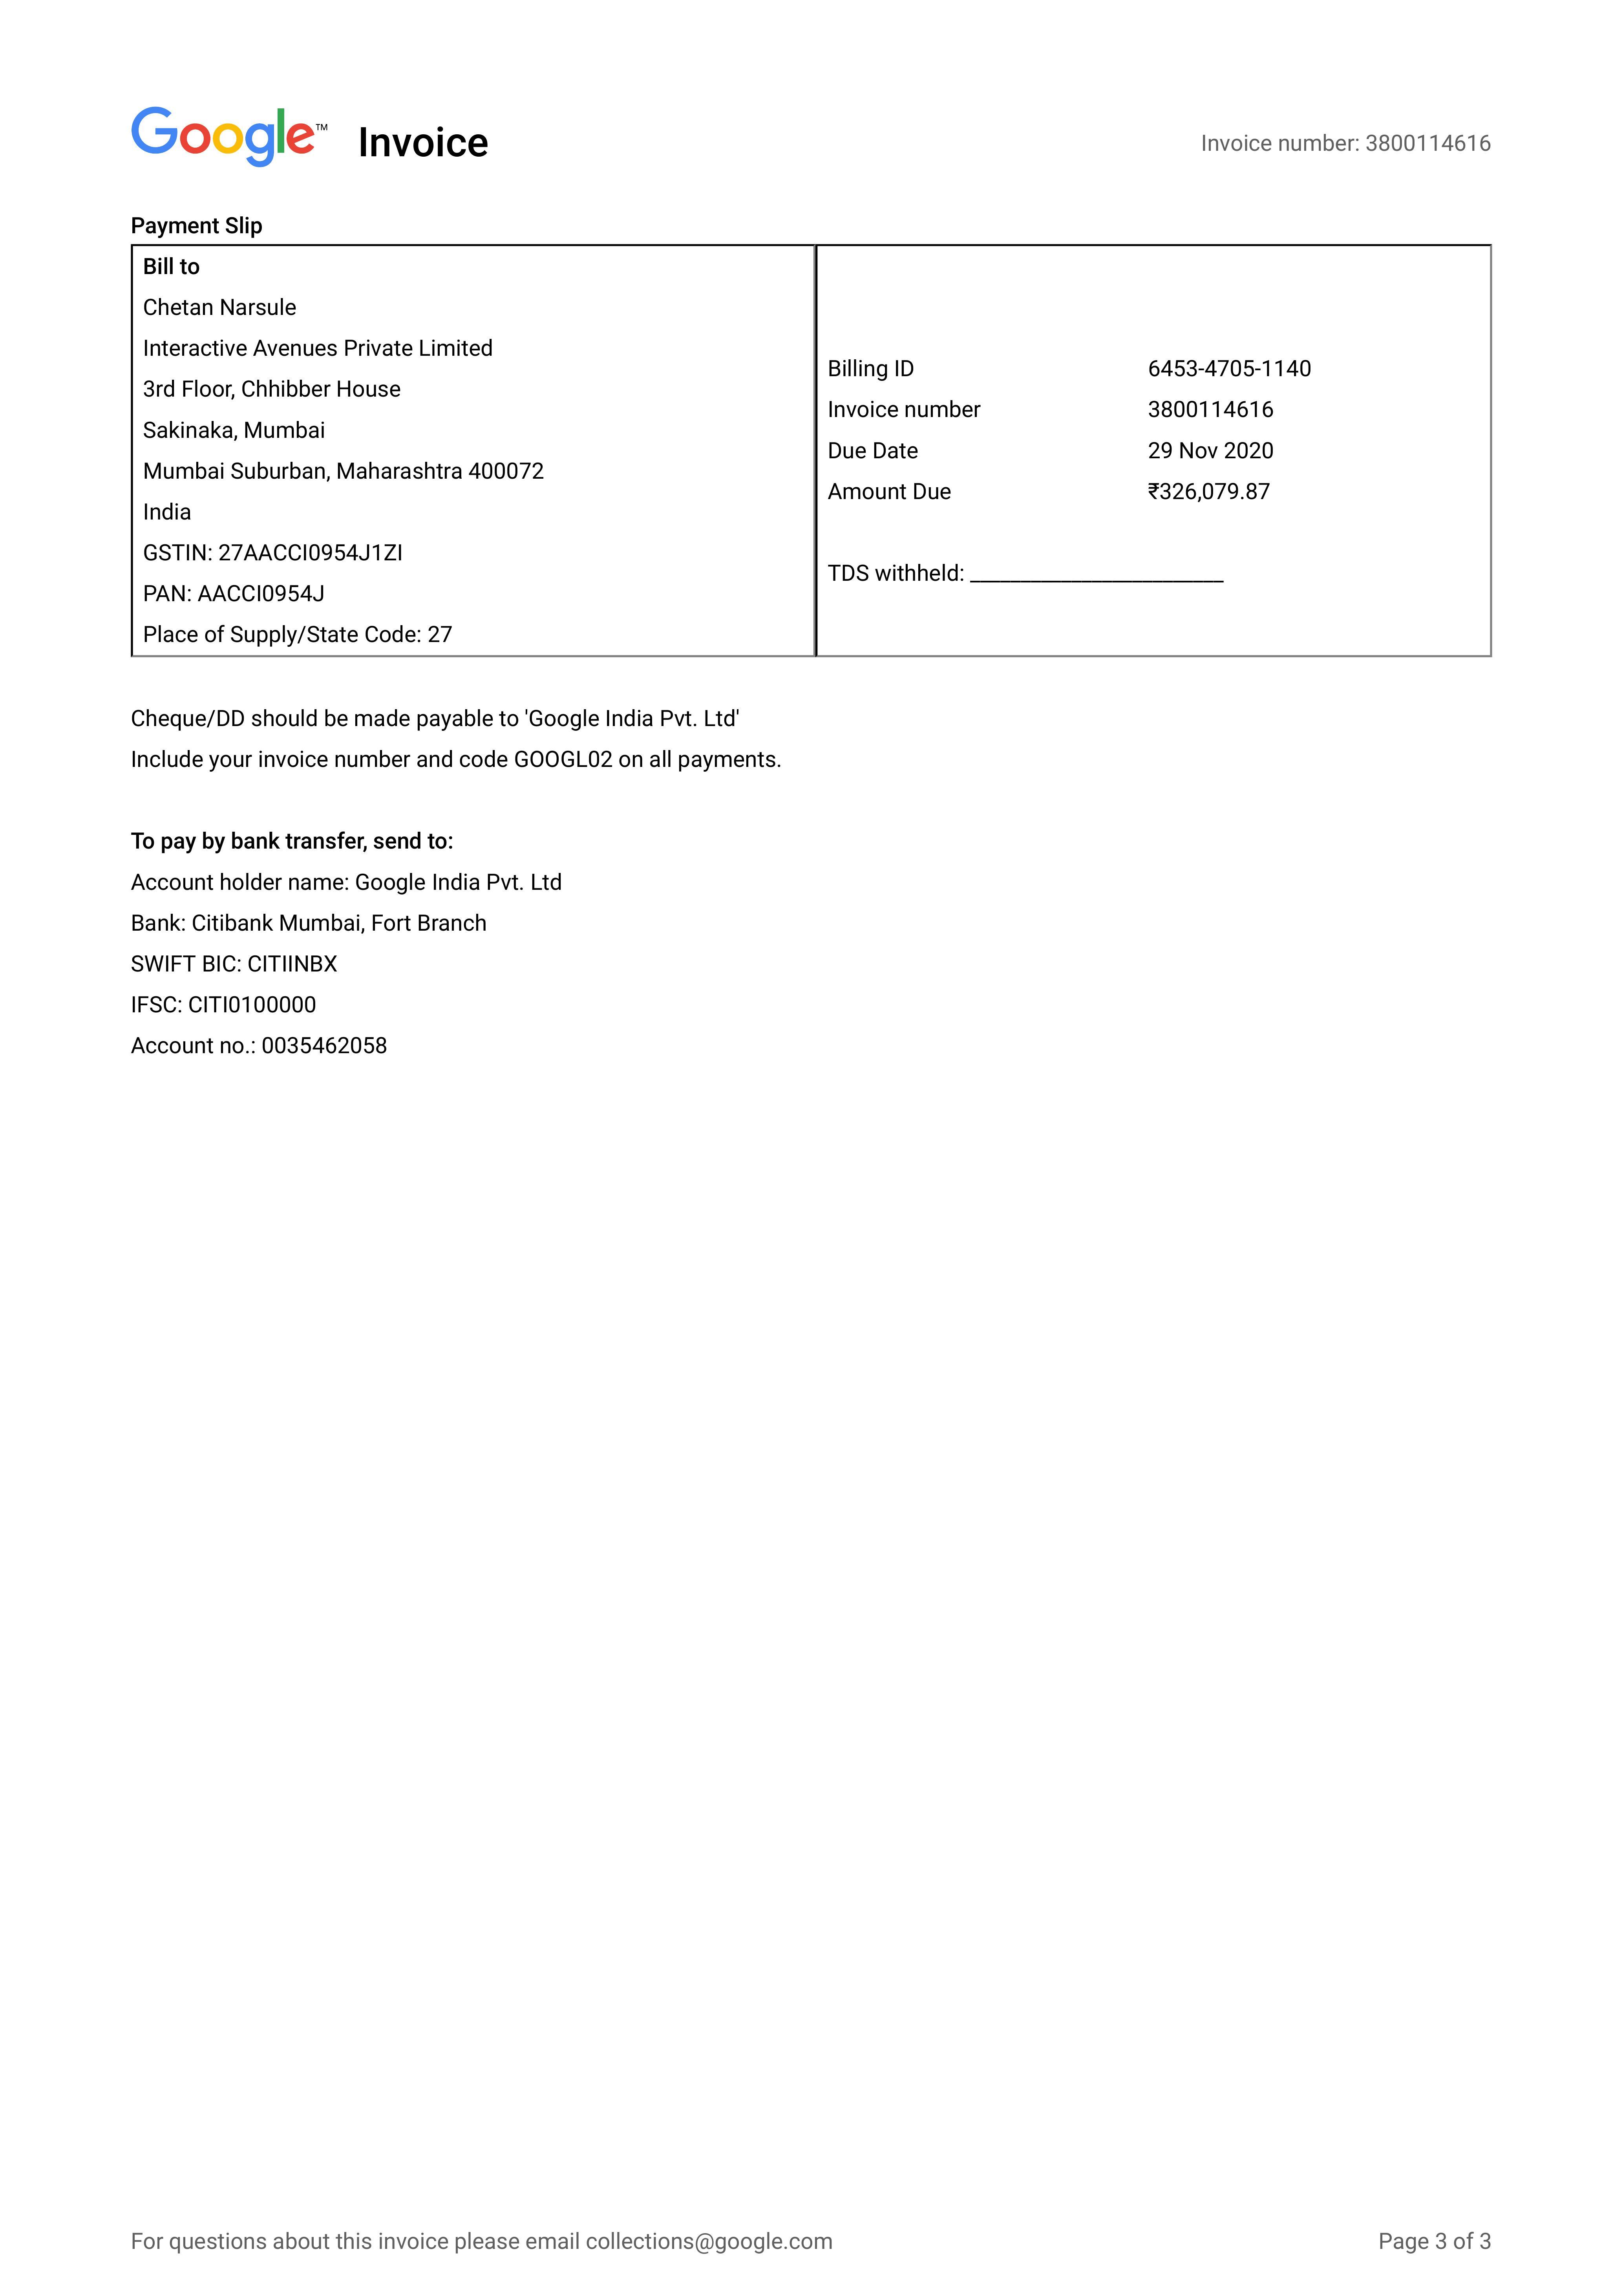 Google™ Invoice
Invoice number: 3800114616
Payment Slip
Bill to
Chetan Narsule
Interactive Avenues Private Limited
3rd Floor, Chhibber House
Sakinaka, Mumbai
Mumbai Suburban, Maharashtra 400072
India
GSTIN: 27AACCI0954J1ZI
PAN: AACCI0954J
Place of Supply/State Code: 27
Billing ID 6453-4705-1140
Invoice number 3800114616
Due Date 29 Nov 2020
Amount Due ₹326,079.87
TDS withheld: ______________________
Cheque/DD should be made payable to 'Google India Pvt. Ltd'
Include your invoice number and code GOOGL02 on all payments.
To pay by bank transfer, send to:
Account holder name: Google India Pvt. Ltd
Bank: Citibank Mumbai, Fort Branch
SWIFT BIC: CITIINBX
IFSC: CITI0100000
Account no.: 0035462058
For questions about this invoice please email collections@google.com
Page 3 of 3